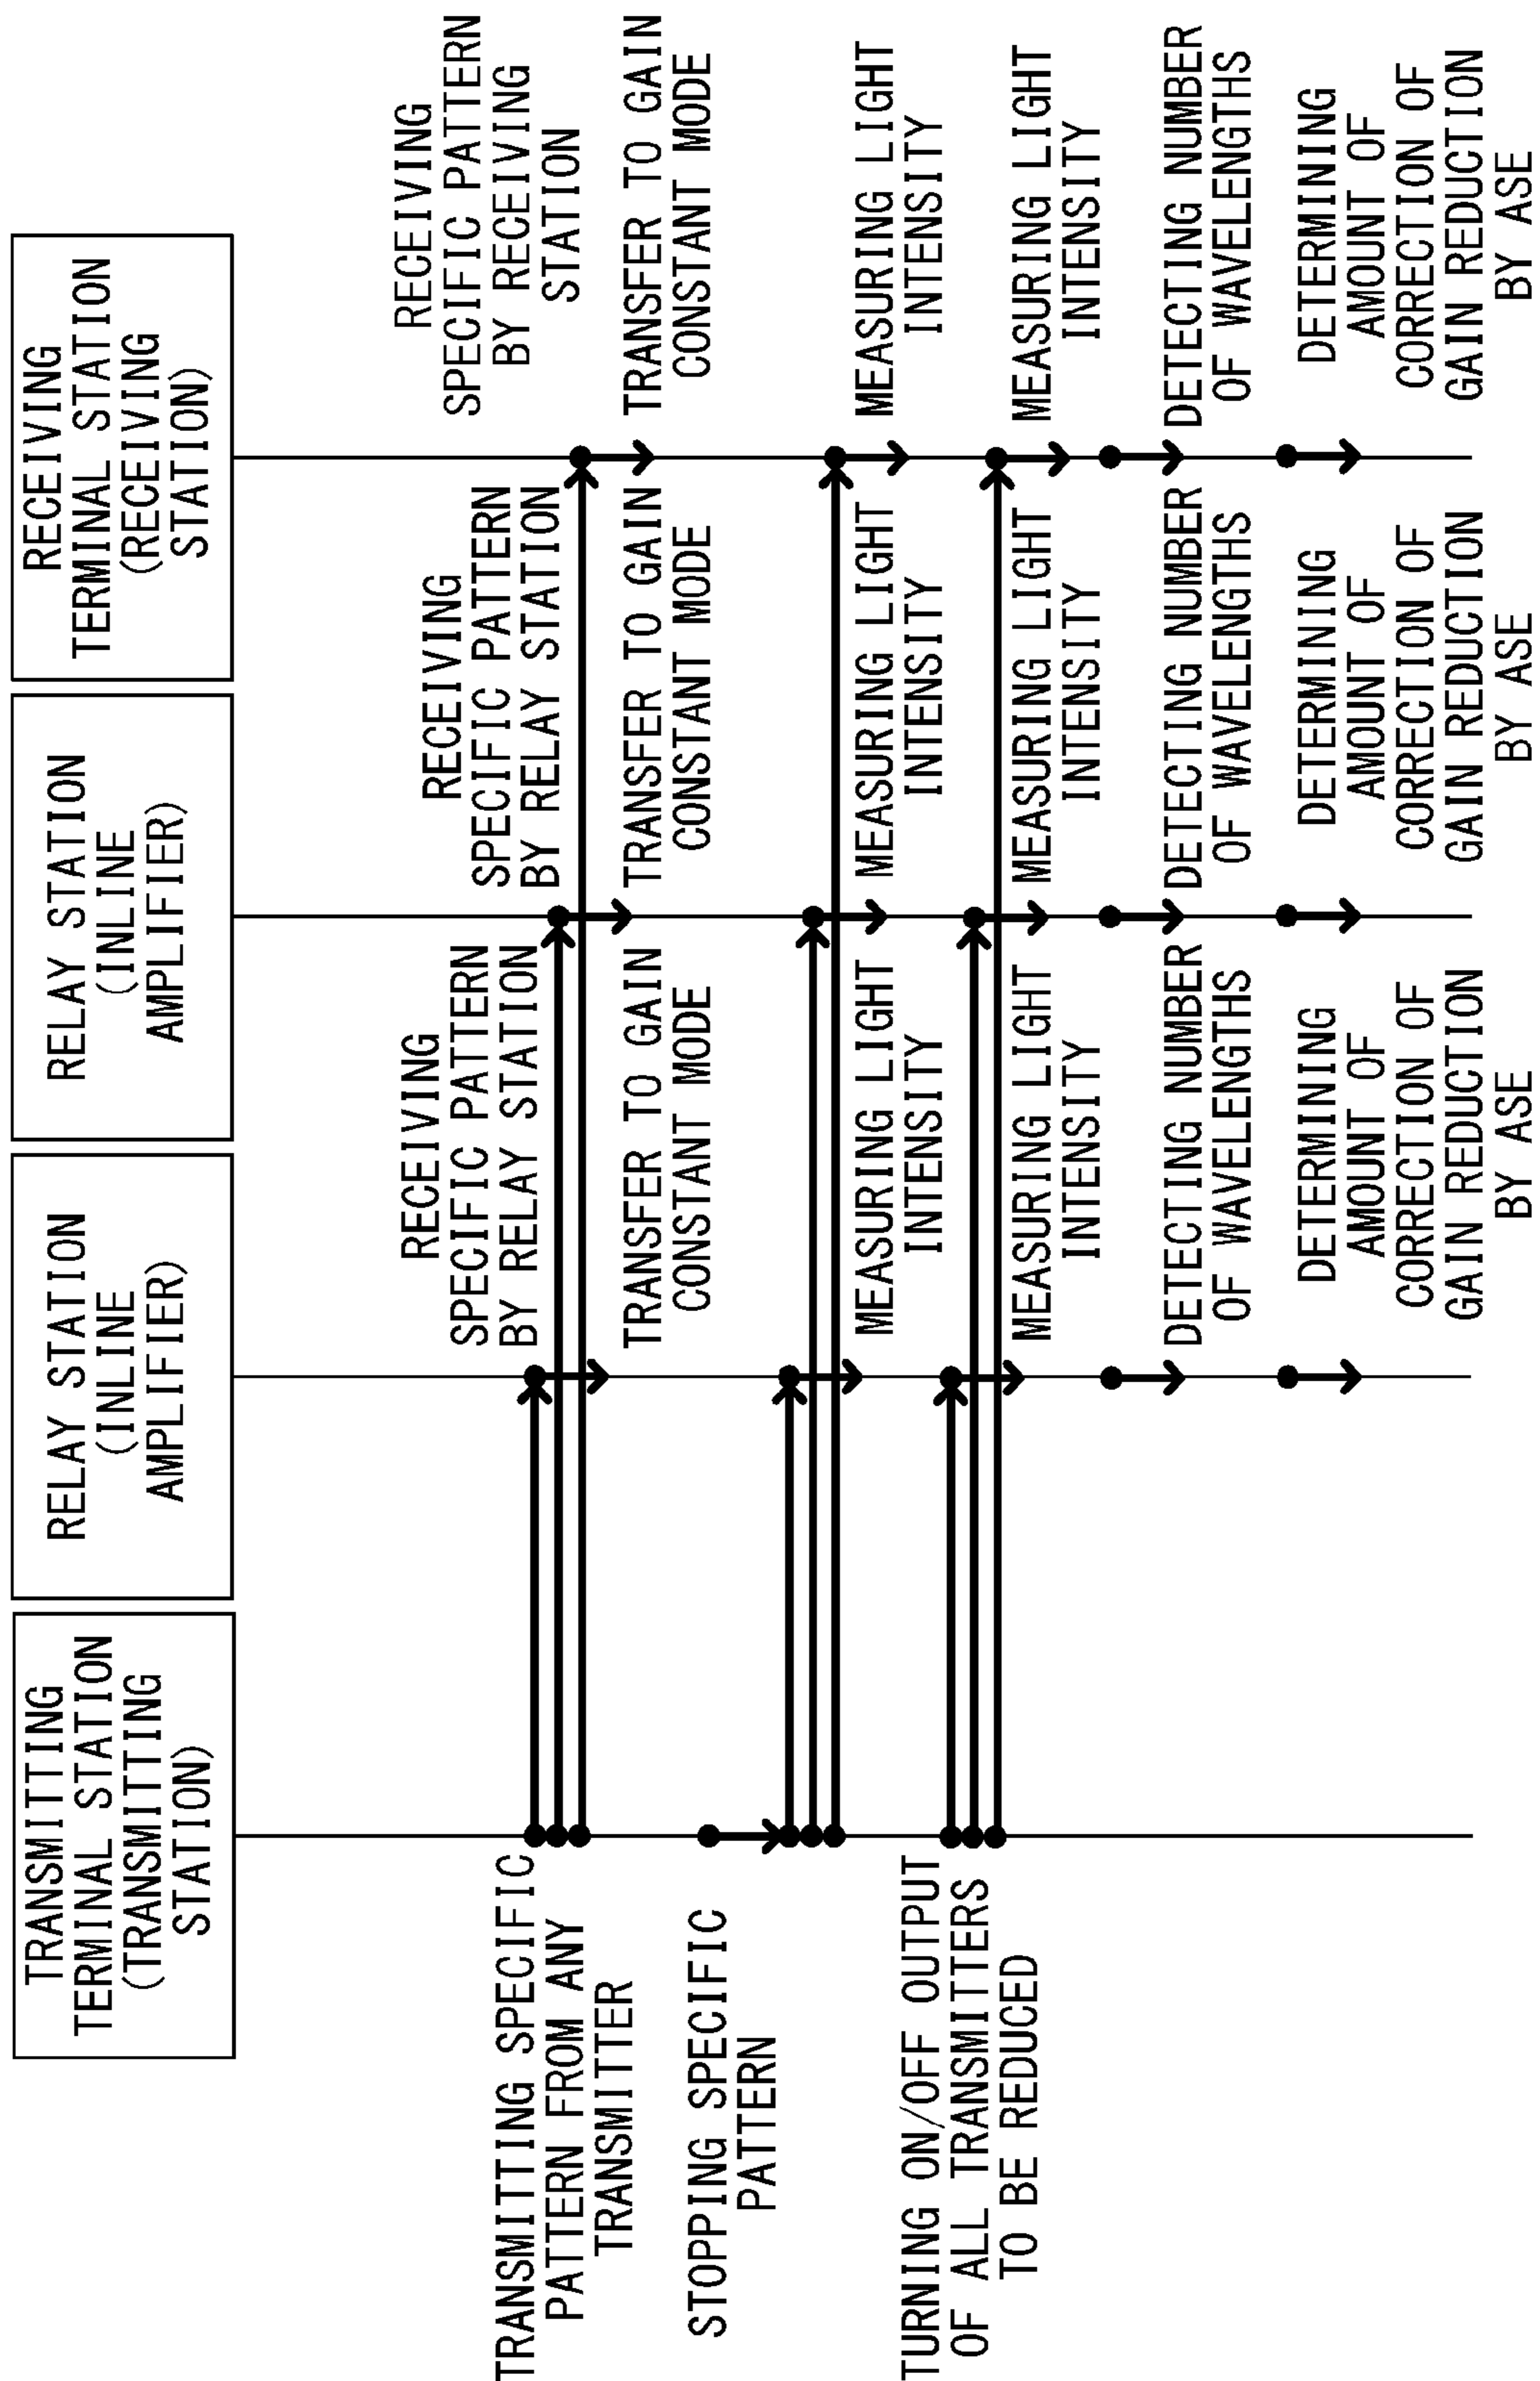 TRANSMITTING
TERMINAL STATION
(TRANSMITTING
STATION)
RELAY STATION
(INLINE
AMPLIFIER)
RELAY STATION
(INLINE
AMPLIFIER)
RECEIVING
TERMINAL STATION
(RECEIVING
STATION)
TRANSMITTING SPECIFIC
PATTERN FROM ANY
TRANSMITTER
RECEIVING
SPECIFIC PATTERN
BY RELAY STATION
RECEIVING
SPECIFIC PATTERN
BY RELAY STATION
RECEIVING
SPECIFIC PATTERN
BY RECEIVING
STATION
TRANSFER TO GAIN
CONSTANT MODE
TRANSFER TO GAIN
CONSTANT MODE
TRANSFER TO GAIN
CONSTANT MODE
STOPPING SPECIFIC
PATTERN
MEASURING LIGHT
INTENSITY
MEASURING LIGHT
INTENSITY
MEASURING LIGHT
INTENSITY
TURNING ON/OFF OUTPUT
OF ALL TRANSMITTERS
TO BE REDUCED
MEASURING LIGHT
INTENSITY
MEASURING LIGHT
INTENSITY
MEASURING LIGHT
INTENSITY
DETECTING NUMBER
OF WAVELENGTHS
DETECTING NUMBER
OF WAVELENGTHS
DETECTING NUMBER
OF WAVELENGTHS
DETERMINING
AMOUNT OF
CORRECTION OF
GAIN REDUCTION
BY ASE
DETERMINING
AMOUNT OF
CORRECTION OF
GAIN REDUCTION
BY ASE
DETERMINING
AMOUNT OF
CORRECTION OF
GAIN REDUCTION
BY ASE